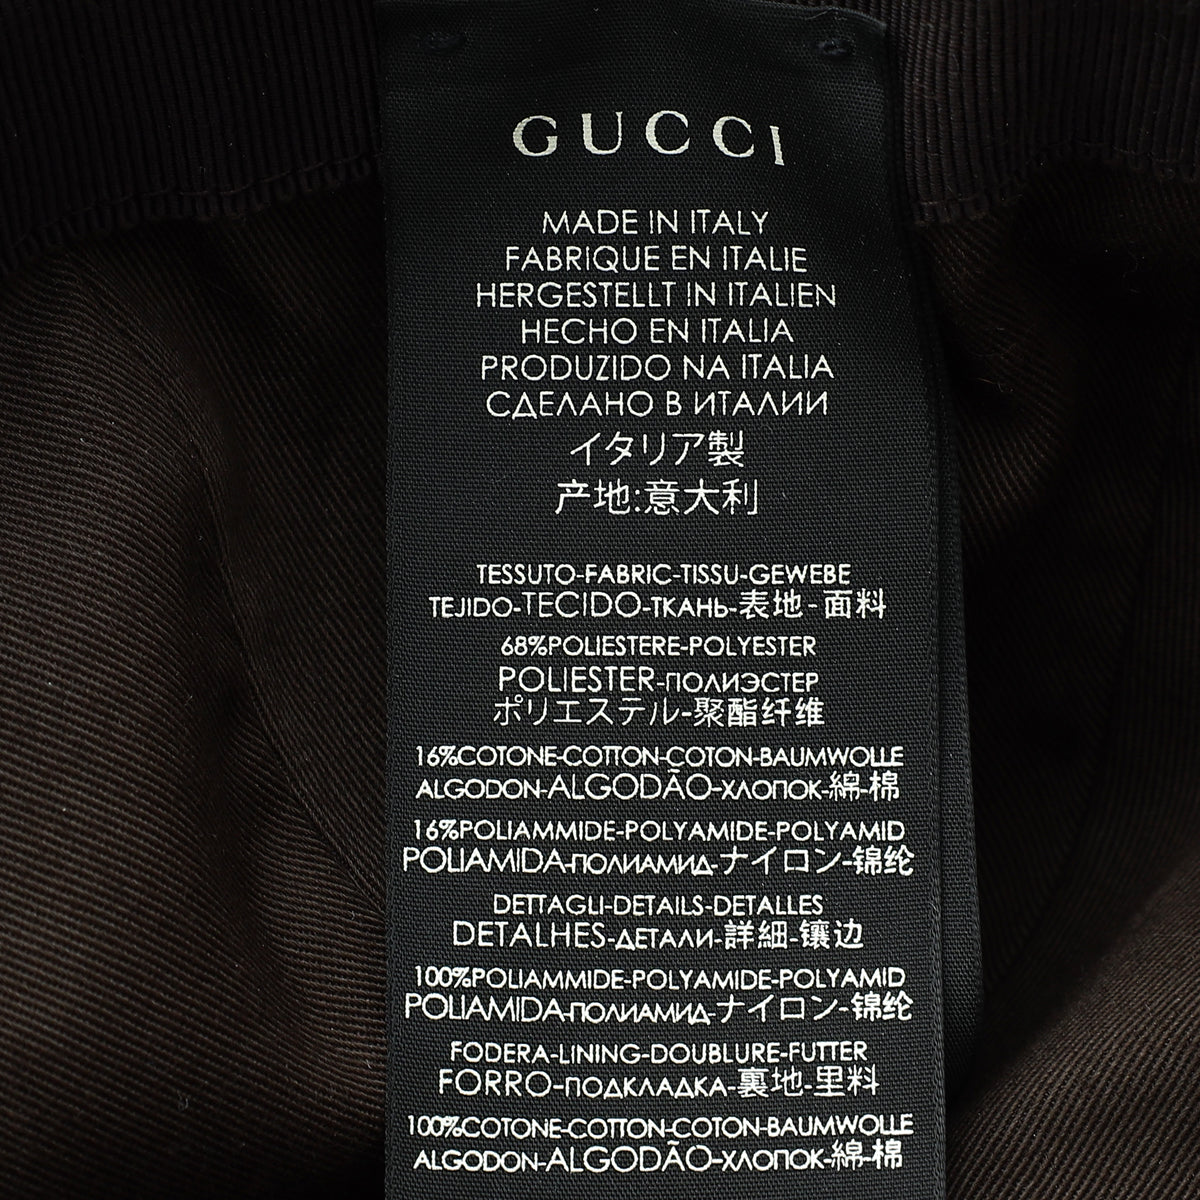 GUCCI
MADE IN ITALY
FABRIQUE EN ITALIE
HERGESTELLT IN ITALIEN
HECHO EN ITALIA
PRODUZIDO NA ITALIA
СДЕЛАНО В ИТАЛИИ
イタリア製
产地:意大利
TESSUTO-FABRIC-TISSU-GEWEBE
TEJIDO-TECIDO-ТКАНЬ-表地-面料
68%POLIESTERE-POLYESTER
POLIESTER-ПОЛИЭСТЕР
ポリエステル-聚酯纤维
16%COTONE-COTTON-COTON-BAUMWOLLE
ALGODON-ALGODÃO-ХЛОПОК-綿-棉
16%POLIAMMIDE-POLYAMIDE-POLYAMID
POLIAMIDA-ПОЛИАМИД-ナイロン-锦纶
DETTAGLI-DETAILS-DETALLES
DETALHES-ДЕТАЛИ-詳細-镶边
100%POLIAMMIDE-POLYAMIDE-POLYAMID
POLIAMIDA-ПОЛИАМИД-ナイロン-锦纶
FODERA-LINING-DOUBLURE-FUTTER
FORRO-ПОДКЛАДКА-裏地-里料
100%COTONE-COTTON-COTON-BAUMWOLLE
ALGODON-ALGODÃO-ХЛОПОК-綿-棉